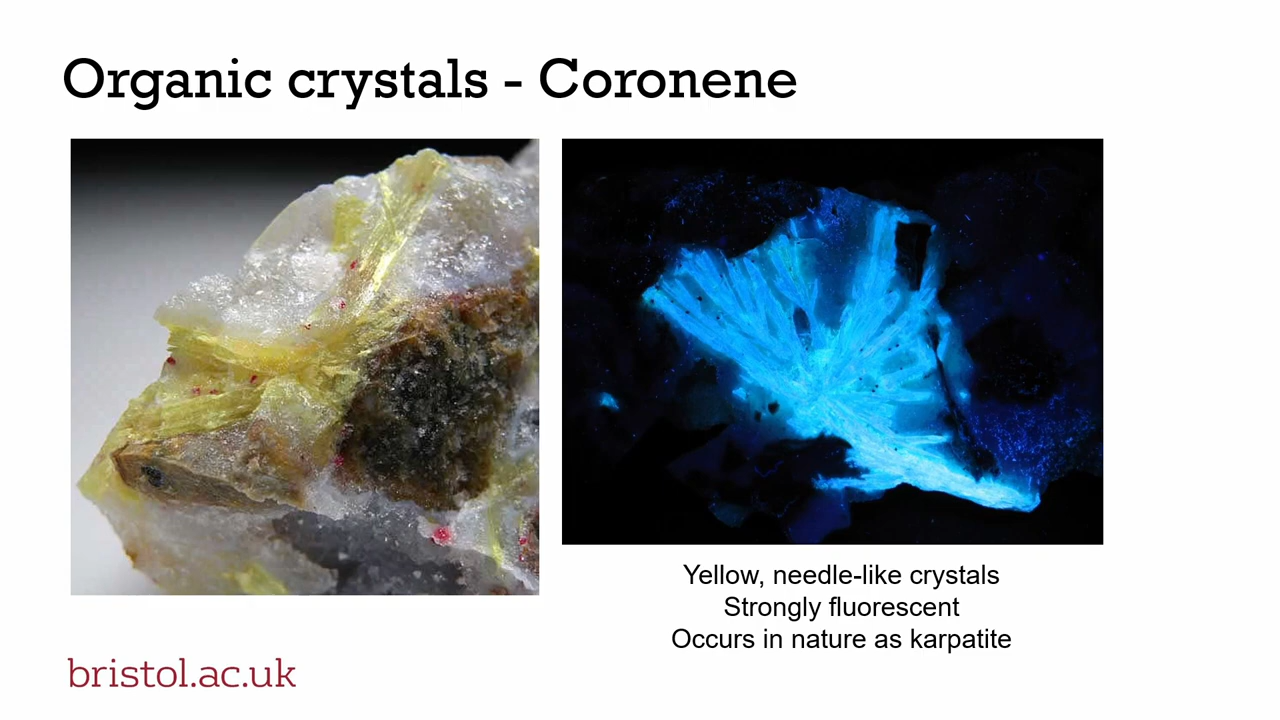 Organic crystals - Coronene
Yellow, needle-like crystals
Strongly fluorescent
Occurs in nature as karpatite
bristol.ac.uk